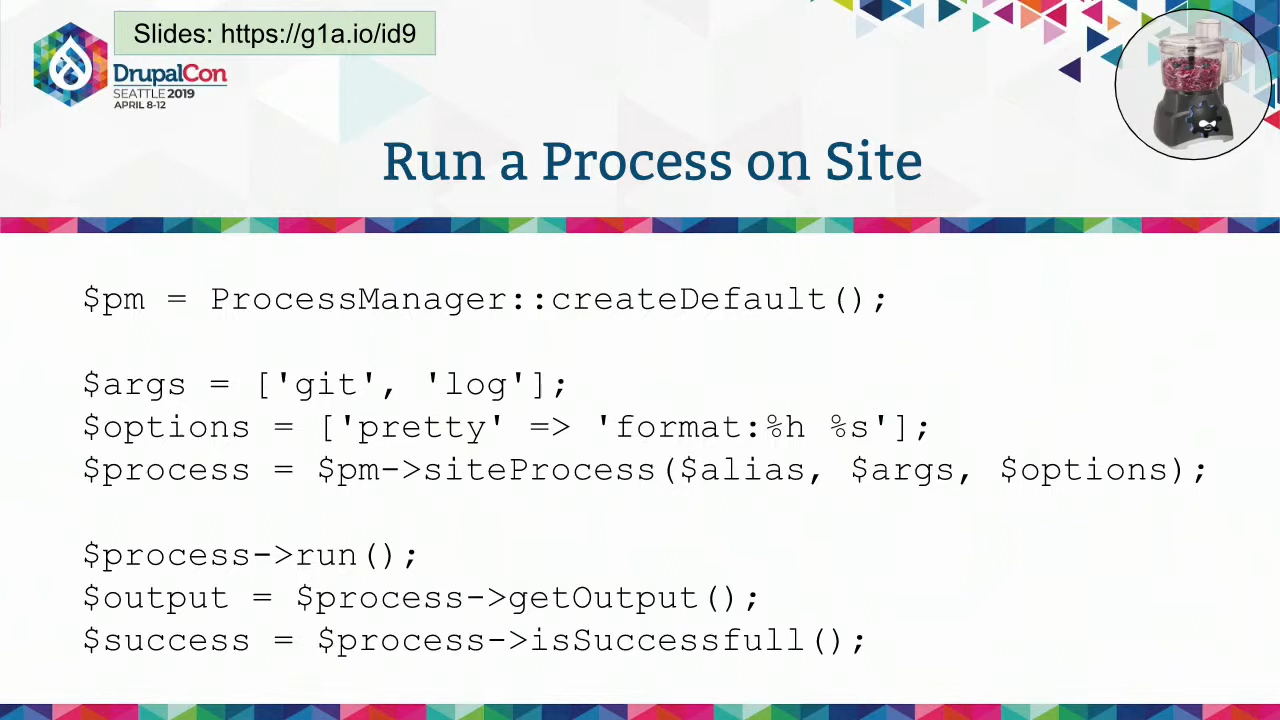 Slides: https://g1a.io/id9
DrupalCon
SEATTLE 2019
APRIL 8-12
Run a Process on Site
$pm = ProcessManager::createDefault();
$args = ['git', 'log'];
$options = ['pretty' => 'format:%h %s'];
$process = $pm->siteProcess($alias, $args, $options);
$process->run();
$output = $process->getOutput();
$success = $process->isSuccessfull();